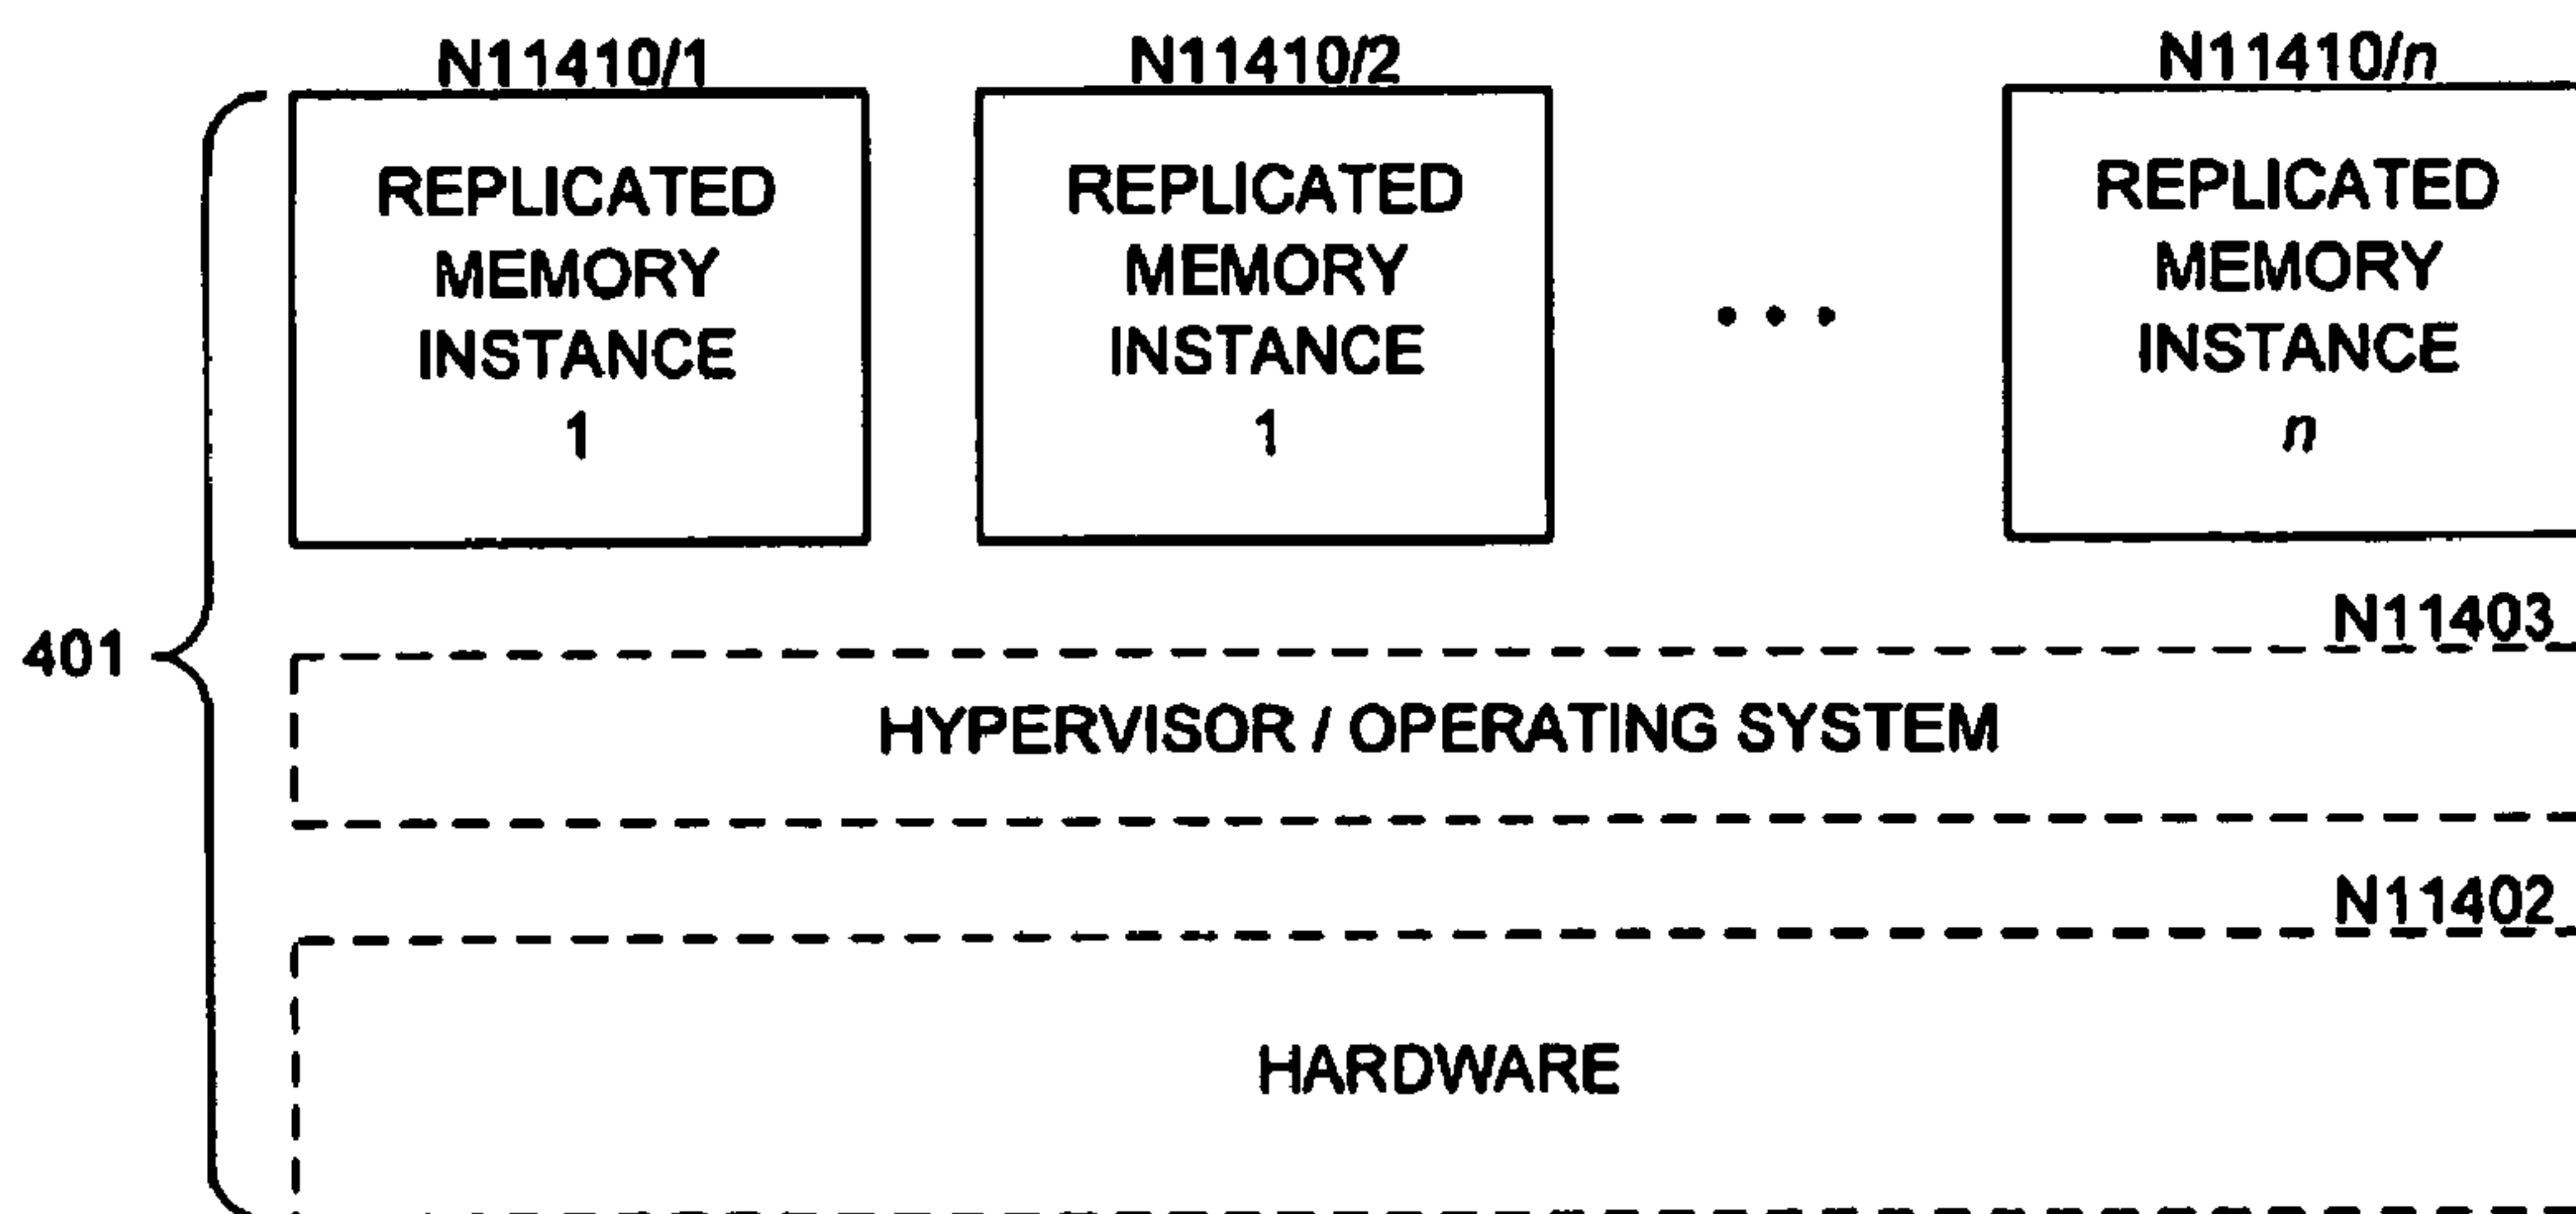 N11410/1 N11410/2 N11410/n
REPLICATED REPLICATED REPLICATED
MEMORY MEMORY MEMORY
INSTANCE INSTANCE ... INSTANCE
1 1 n
N11403
401
HYPERVISOR / OPERATING SYSTEM
N11402
HARDWARE